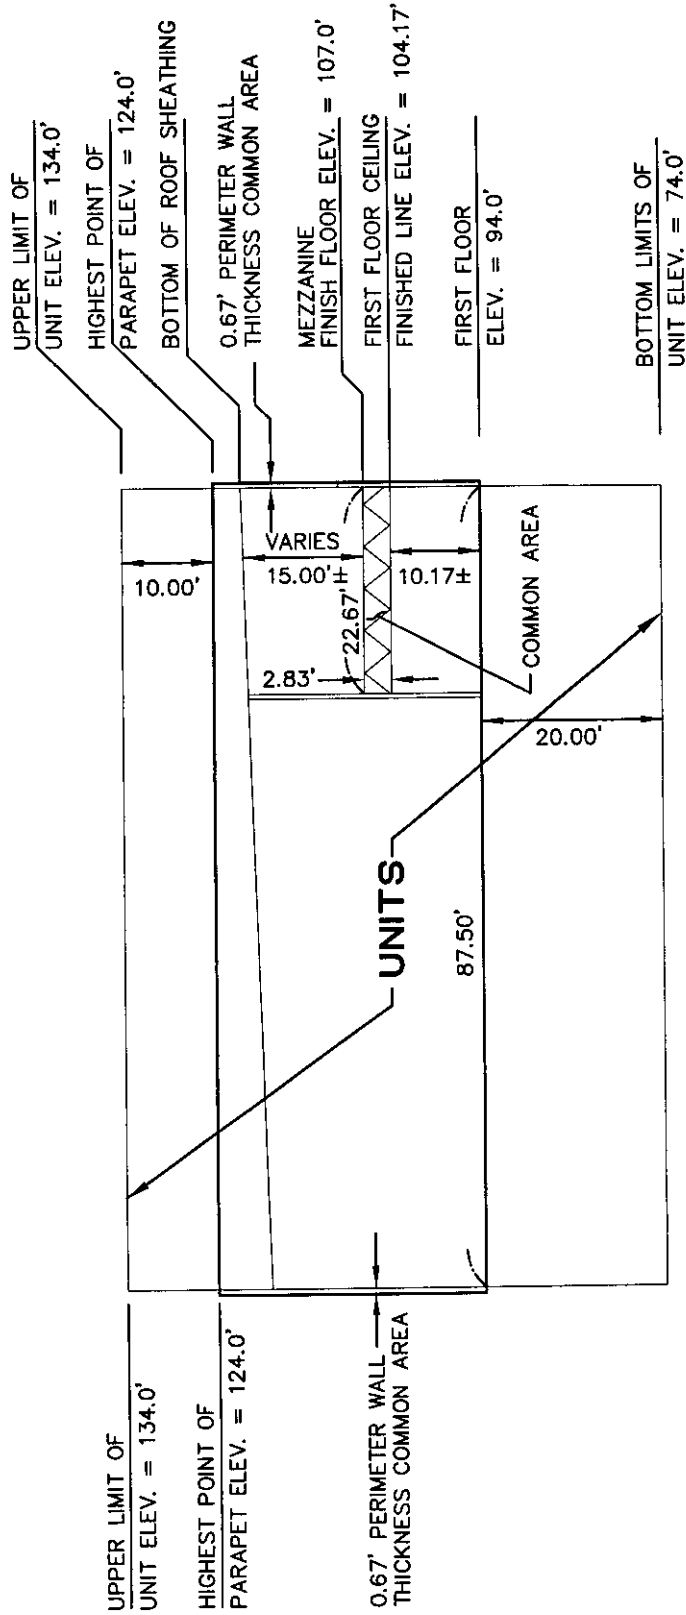 UPPER LIMIT OF
UNIT ELEV. = 134.0'
HIGHEST POINT OF
PARAPET ELEV. = 124.0'
0.67' PERIMETER WALL
THICKNESS COMMON AREA
UPPER LIMIT OF
UNIT ELEV. = 134.0'
HIGHEST POINT OF
PARAPET ELEV. = 124.0'
BOTTOM OF ROOF SHEATHING
0.67' PERIMETER WALL
THICKNESS COMMON AREA
MEZZANINE
FINISH FLOOR ELEV. = 107.0'
FIRST FLOOR CEILING
FINISHED LINE ELEV. = 104.17'
FIRST FLOOR
ELEV. = 94.0'
BOTTOM LIMITS OF
UNIT ELEV. = 74.0'
10.00'
VARIES
15.00'±
22.67'
2.83'
10.17±
COMMON AREA
20.00'
UNITS
87.50'